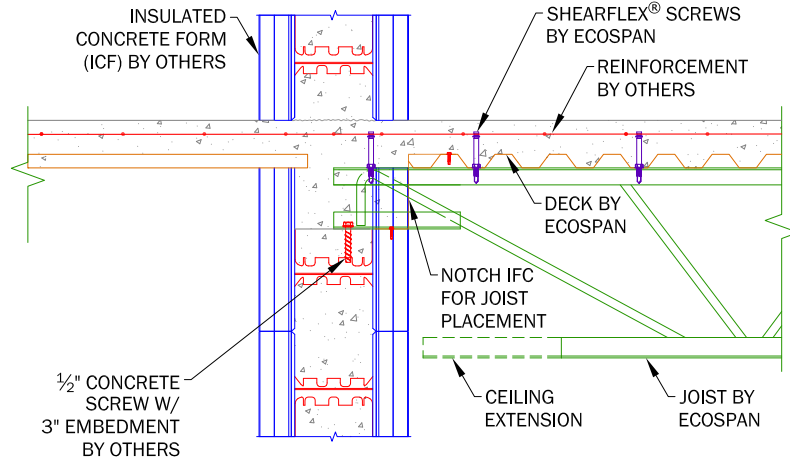 INSULATED
CONCRETE FORM
(ICF) BY OTHERS
SHEARFLEX® SCREWS
BY ECOSPAN
REINFORCEMENT
BY OTHERS
DECK BY
ECOSPAN
NOTCH IFC
FOR JOIST
PLACEMENT
½" CONCRETE
SCREW W/
3" EMBEDMENT
BY OTHERS
CEILING
EXTENSION
JOIST BY
ECOSPAN